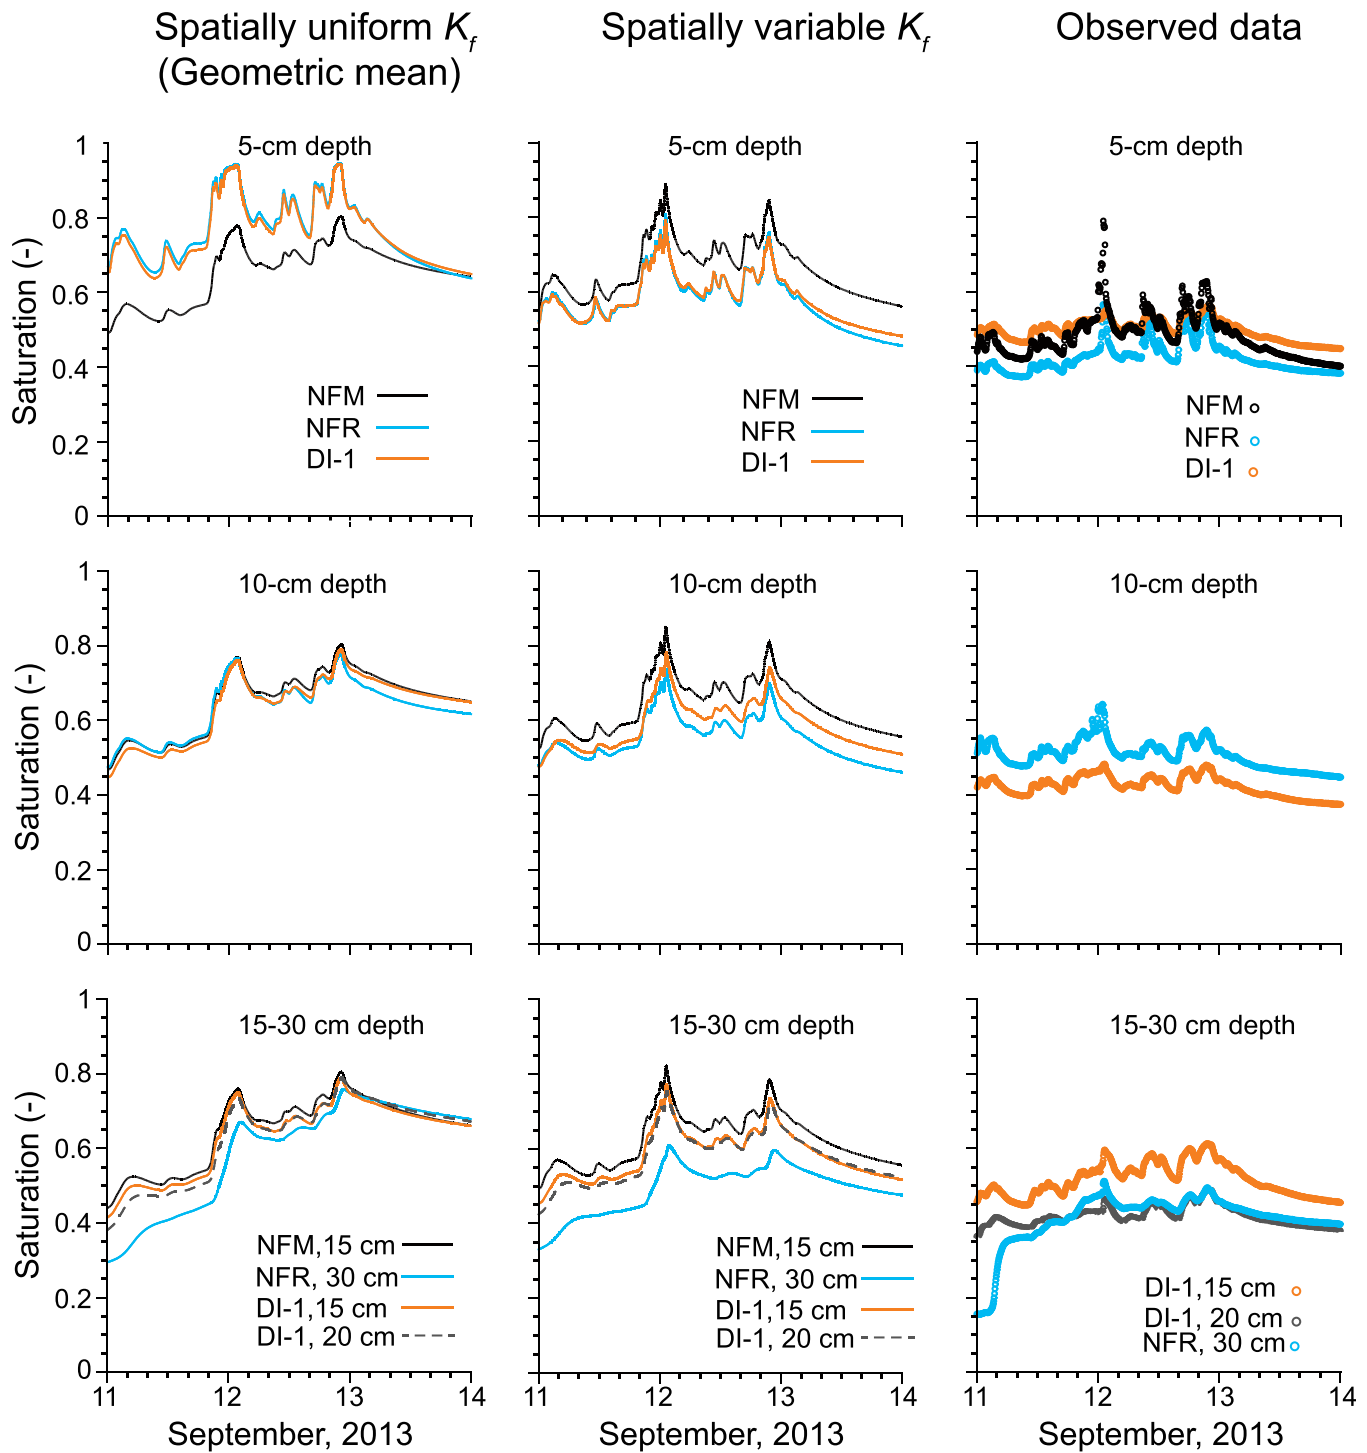 Spatially uniform Kf
(Geometric mean)
Spatially variable Kf
Observed data
5-cm depth
5-cm depth
5-cm depth
1
0.8
0.6
0.4
0.2
0
Saturation (-)
NFM
NFR
DI-1
NFM
NFR
DI-1
NFM
NFR
DI-1
10-cm depth
10-cm depth
10-cm depth
1
0.8
0.6
0.4
0.2
0
Saturation (-)
15-30 cm depth
15-30 cm depth
15-30 cm depth
1
0.8
0.6
0.4
0.2
0
Saturation (-)
NFM,15 cm
NFR, 30 cm
DI-1,15 cm
DI-1, 20 cm
NFM,15 cm
NFR, 30 cm
DI-1,15 cm
DI-1, 20 cm
DI-1,15 cm
DI-1, 20 cm
NFR, 30 cm
11 12 13 14
11 12 13 14
11 12 13 14
September, 2013
September, 2013
September, 2013